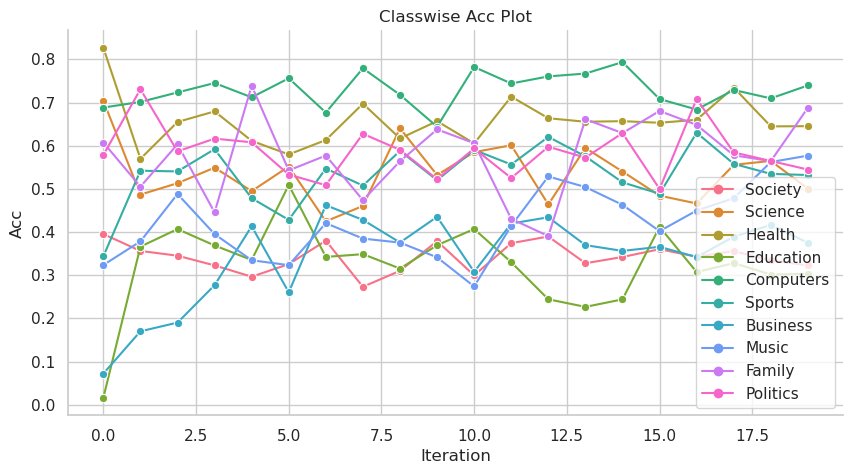 Classwise Acc Plot
Acc
0.8
0.7
0.6
0.5
0.4
0.3
0.2
0.1
0.0
0.0 2.5 5.0 7.5 10.0 12.5 15.0 17.5
Iteration
Society
Science
Health
Education
Computers
Sports
Business
Music
Family
Politics